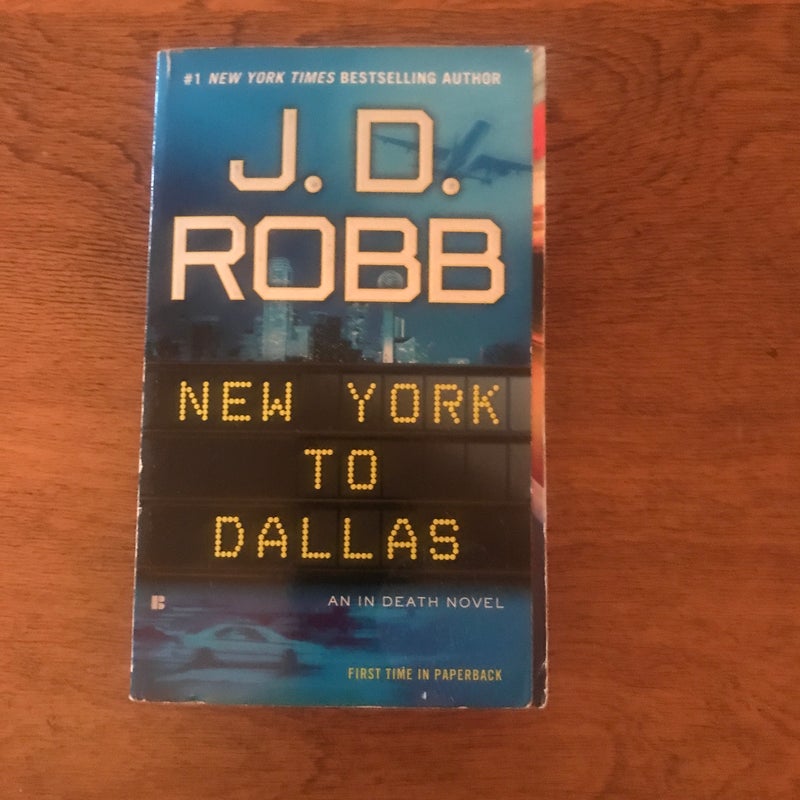 #1 NEW YORK TIMES BESTSELLING AUTHOR
J. D.
ROBB
NEW YORK
TO
DALLAS
B
AN IN DEATH NOVEL
FIRST TIME IN PAPERBACK